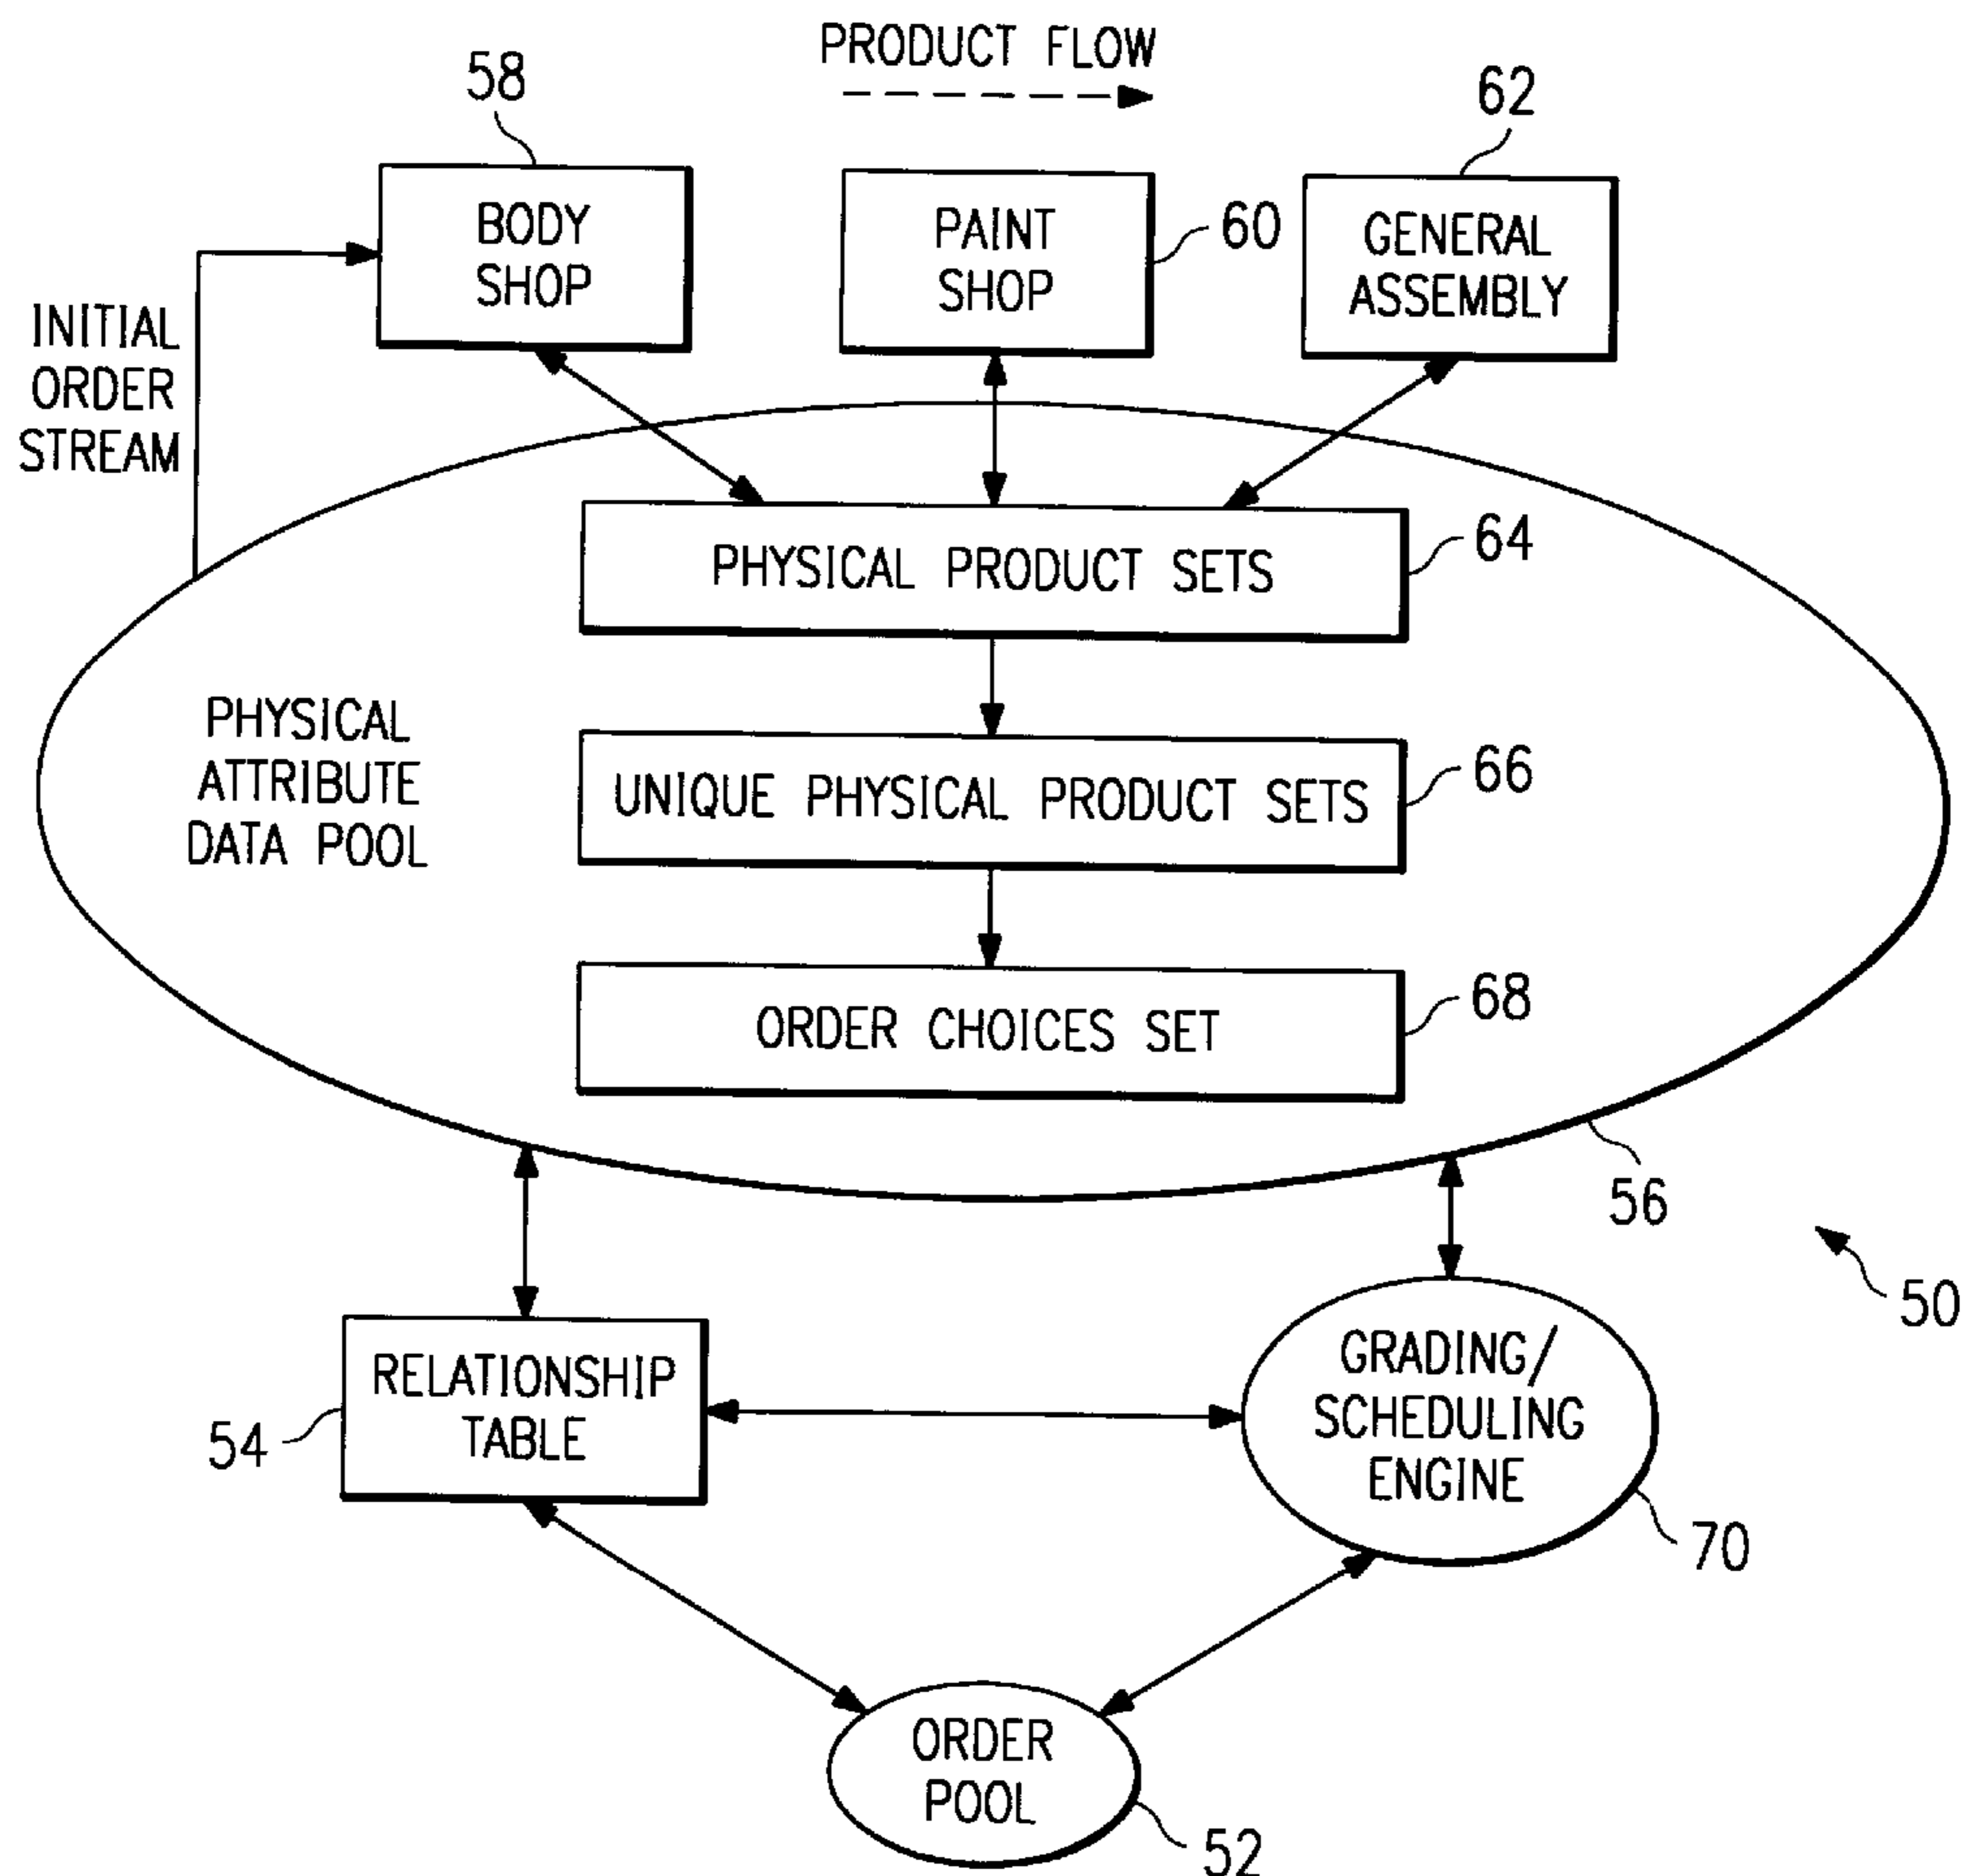 PRODUCT FLOW
58
62
BODY
SHOP
PAINT
SHOP
60
GENERAL
ASSEMBLY
INITIAL
ORDER
STREAM
PHYSICAL PRODUCT SETS
64
PHYSICAL
ATTRIBUTE
DATA POOL
UNIQUE PHYSICAL PRODUCT SETS
66
ORDER CHOICES SET
68
56
50
RELATIONSHIP
TABLE
54
GRADING/
SCHEDULING
ENGINE
70
ORDER
POOL
52